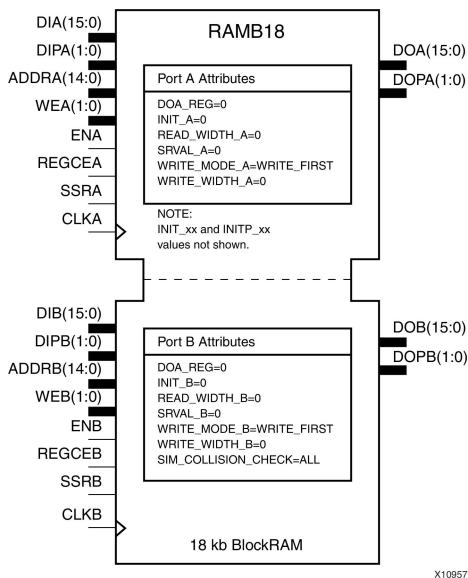 RAMB18
DIA(15:0)
DIPA(1:0)
ADDRA(14:0)
WEA(1:0)
ENA
REGCEA
SSRA
CLKA
Port A Attributes
DOA_REG=0
INIT_A=0
READ_WIDTH_A=0
SRVAL_A=0
WRITE_MODE_A=WRITE_FIRST
WRITE_WIDTH_A=0
NOTE:
INIT_xx and INITP_xx
values not shown.
DOA(15:0)
DOPA(1:0)
DIB(15:0)
DIPB(1:0)
ADDRB(14:0)
WEB(1:0)
ENB
REGCEB
SSRB
CLKB
Port B Attributes
DOA_REG=0
INIT_B=0
READ_WIDTH_B=0
SRVAL_B=0
WRITE_MODE_B=WRITE_FIRST
WRITE_WIDTH_B=0
SIM_COLLISION_CHECK=ALL
DOB(15:0)
DOPB(1:0)
18 kb BlockRAM
X10957